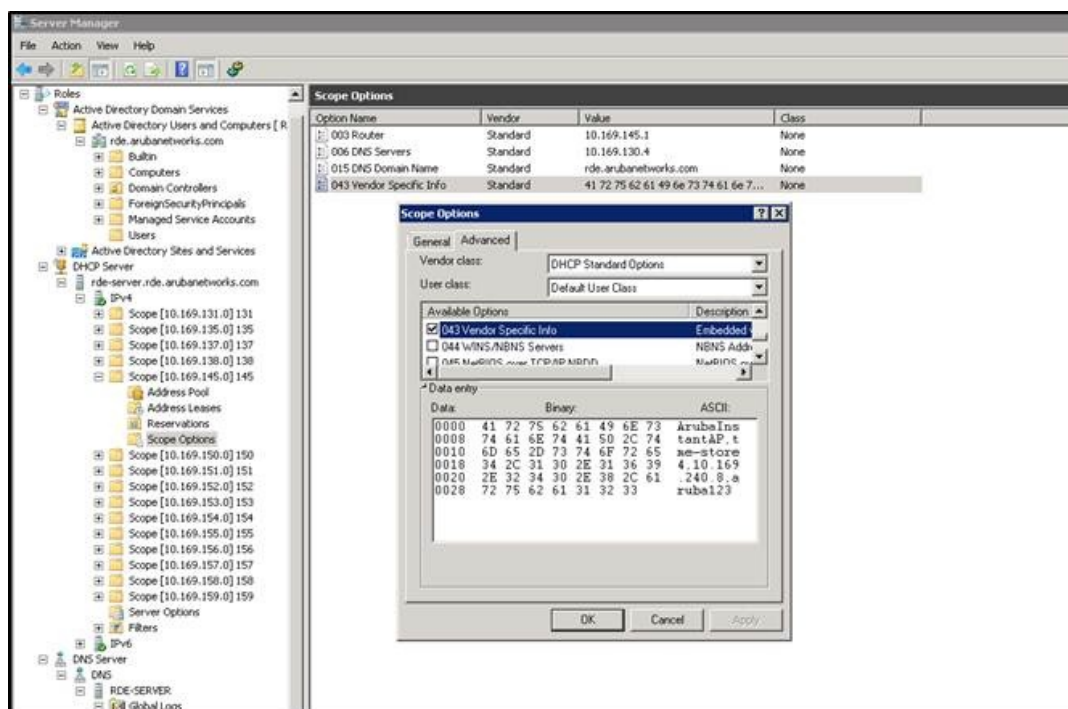 Server Manager
File Action View Help
Roles
Active Directory Domain Services
Active Directory Users and Computers [ R
rde.arubanetworks.com
Builtin
Computers
Domain Controllers
ForeignSecurityPrincipals
Managed Service Accounts
Users
Active Directory Sites and Services
DHCP Server
rde-server.rde.arubanetworks.com
IPv4
Scope [10.169.131.0] 131
Scope [10.169.135.0] 135
Scope [10.169.137.0] 137
Scope [10.169.138.0] 138
Scope [10.169.145.0] 145
Address Pool
Address Leases
Reservations
Scope Options
Scope [10.169.150.0] 150
Scope [10.169.151.0] 151
Scope [10.169.152.0] 152
Scope [10.169.153.0] 153
Scope [10.169.154.0] 154
Scope [10.169.155.0] 155
Scope [10.169.156.0] 156
Scope [10.169.157.0] 157
Scope [10.169.158.0] 158
Scope [10.169.159.0] 159
Server Options
Filters
IPv6
DNS Server
DNS
RDE-SERVER
Global Logs
Scope Options
Option Name Vendor Value Class
003 Router Standard 10.169.145.1 None
006 DNS Servers Standard 10.169.130.4 None
015 DNS Domain Name Standard rde.arubanetworks.com None
043 Vendor Specific Info Standard 41 72 75 62 61 49 6e 73 74 61 6e 7... None
Scope Options
General Advanced
Vendor class: DHCP Standard Options
User class: Default User Class
Available Options Description
043 Vendor Specific Info Embedded
044 WINS/NBNS Servers NBNS Addr
045 NetBIOS over TCP/IP NBDD NetBIOS
Data entry
Data: Binary: ASCII:
0000 41 72 75 62 61 49 6E 73 ArubaIns
0008 74 61 6E 74 41 50 2C 74 tantAP,t
0010 6D 65 2D 73 74 6F 72 65 me-store
0018 34 2C 31 30 2E 31 36 39 4,10.169
0020 2E 32 34 30 2E 38 2C 61 .240.8,a
0028 72 75 62 61 31 32 33 ruba123
OK Cancel Apply